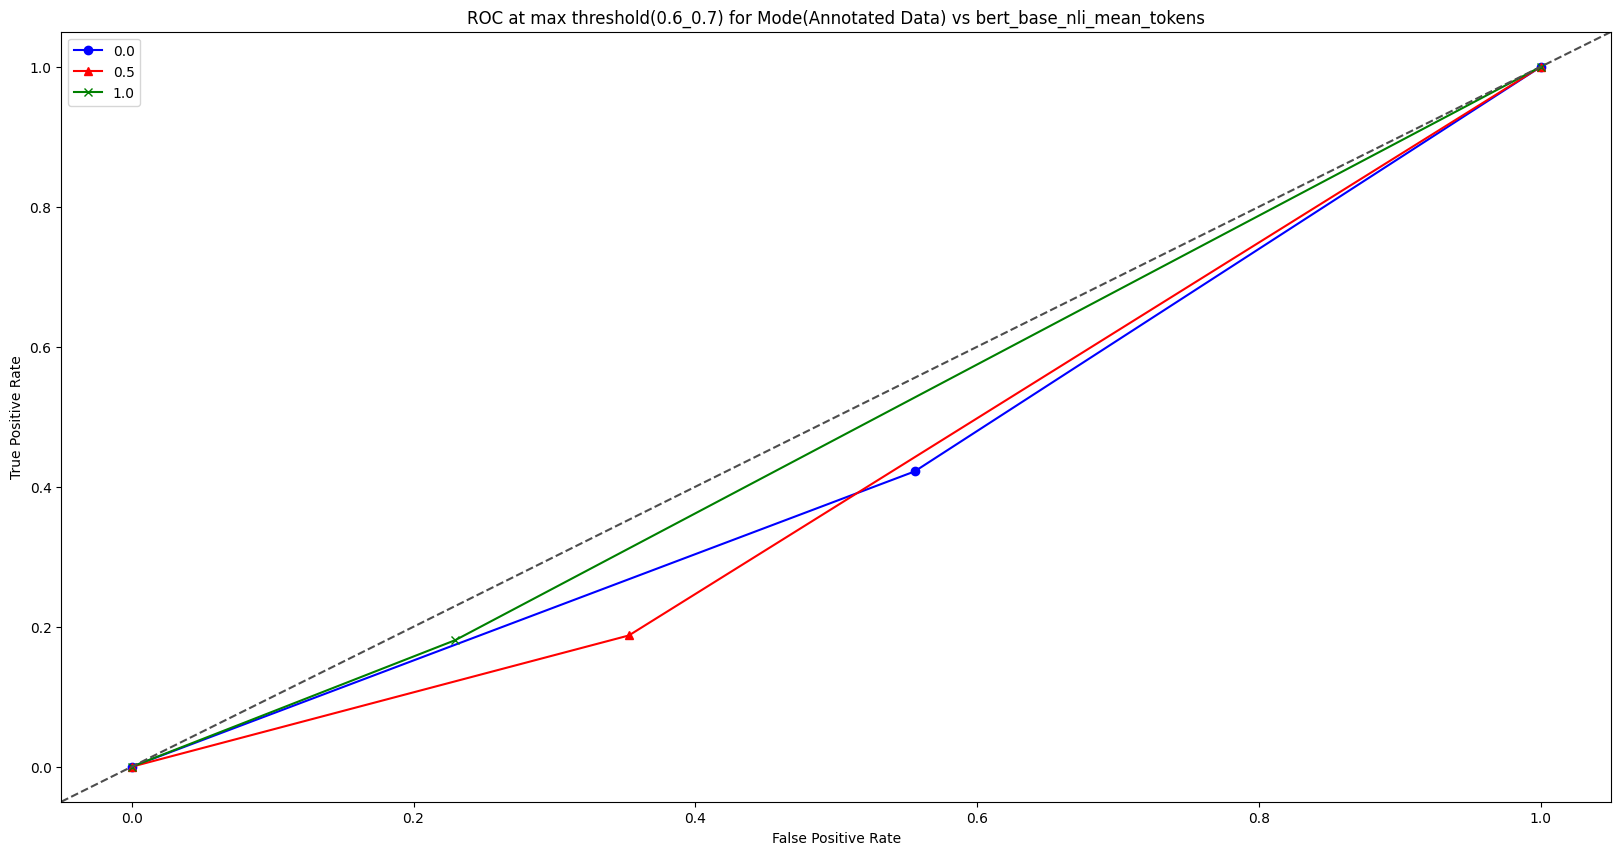 ROC at max threshold(0.6_0.7) for Mode(Annotated Data) vs bert_base_nli_mean_tokens
0.0
0.5
1.0
True Positive Rate
1.0
0.8
0.6
0.4
0.2
0.0
0.0 0.2 0.4 0.6 0.8 1.0
False Positive Rate